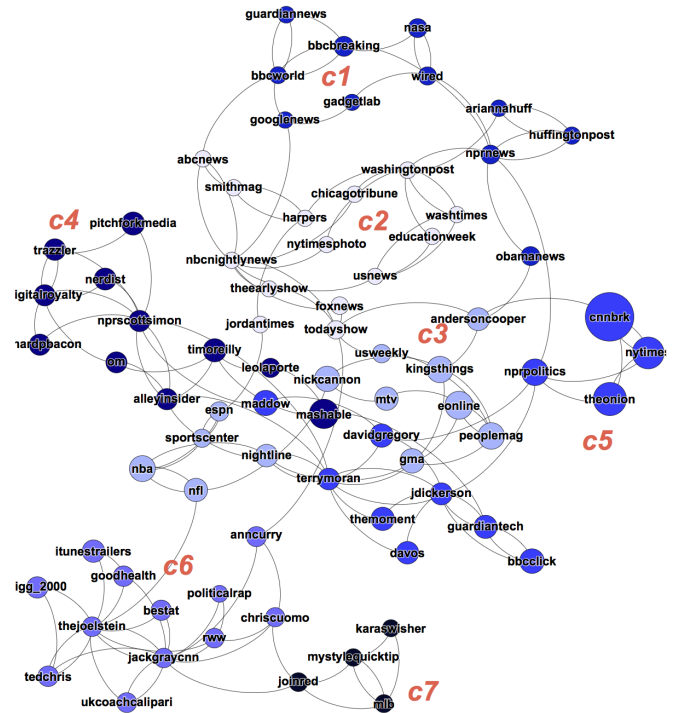 guardiannews
nasa
bbcbreaking
bbcworld
c1
wired
gadgetlab
ariannahuff
googlenews
huffingtonpost
nprnews
abcnews
washingtonpost
smithmag
chicagotribune
c4
pitchforkmedia
harpers
c2
washtimes
educationweek
trazzler
nytimesphoto
obamanews
nbcnightlynews
usnews
nerdist
theearlyshow
igitalroyalty
foxnews
nprscottsimon
jordantimes
todayshow
andersoncooper
cnnbrk
c3
hardpbacon
timoreilly
usweekly
nytimes
om
leolaporte
kingsthings
nprpolitics
nickcannon
alleyinsider
maddow
mtv
eonline
theonion
espn
mashable
sportscenter
davidgregory
peoplemag
c5
nba
nightline
gma
terrymoran
nfl
jdickerson
themoment
guardiantech
anncurry
itunestrailers
c6
davos
bbcclick
goodhealth
igg_2000
politicalrap
bestat
chriscuomo
thejoelstein
karaswisher
rww
jackgraycnn
mystylequicktip
tedchris
joinred
c7
ukcoachcalipari
mlb